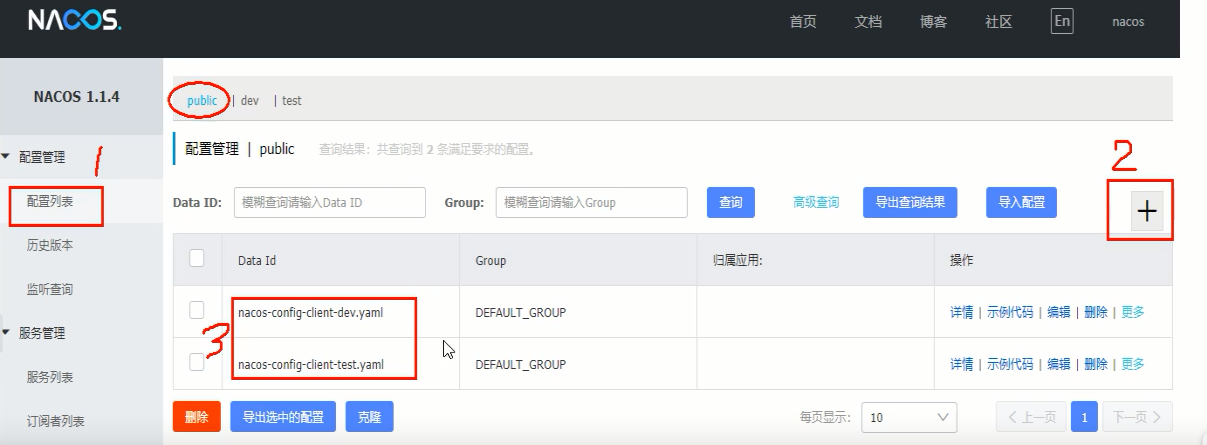 NACOS.
首页 文档 博客 社区 En nacos
NACOS 1.1.4
public | dev | test
配置管理 1
配置管理 | public 查询结果：共查询到 2 条满足要求的配置。
2
配置列表
Data ID: 模糊查询请输入Data ID Group: 模糊查询请输入Group 查询 高级查询 导出查询结果 导入配置 +
历史版本
Data Id Group 归属应用: 操作
监听查询
nacos-config-client-dev.yaml DEFAULT_GROUP 详情 | 示例代码 | 编辑 | 删除 | 更多
服务管理
3
nacos-config-client-test.yaml DEFAULT_GROUP 详情 | 示例代码 | 编辑 | 删除 | 更多
服务列表
删除 导出选中的配置 克隆 每页显示: 10 < 上一页 1 下一页 >
订阅者列表